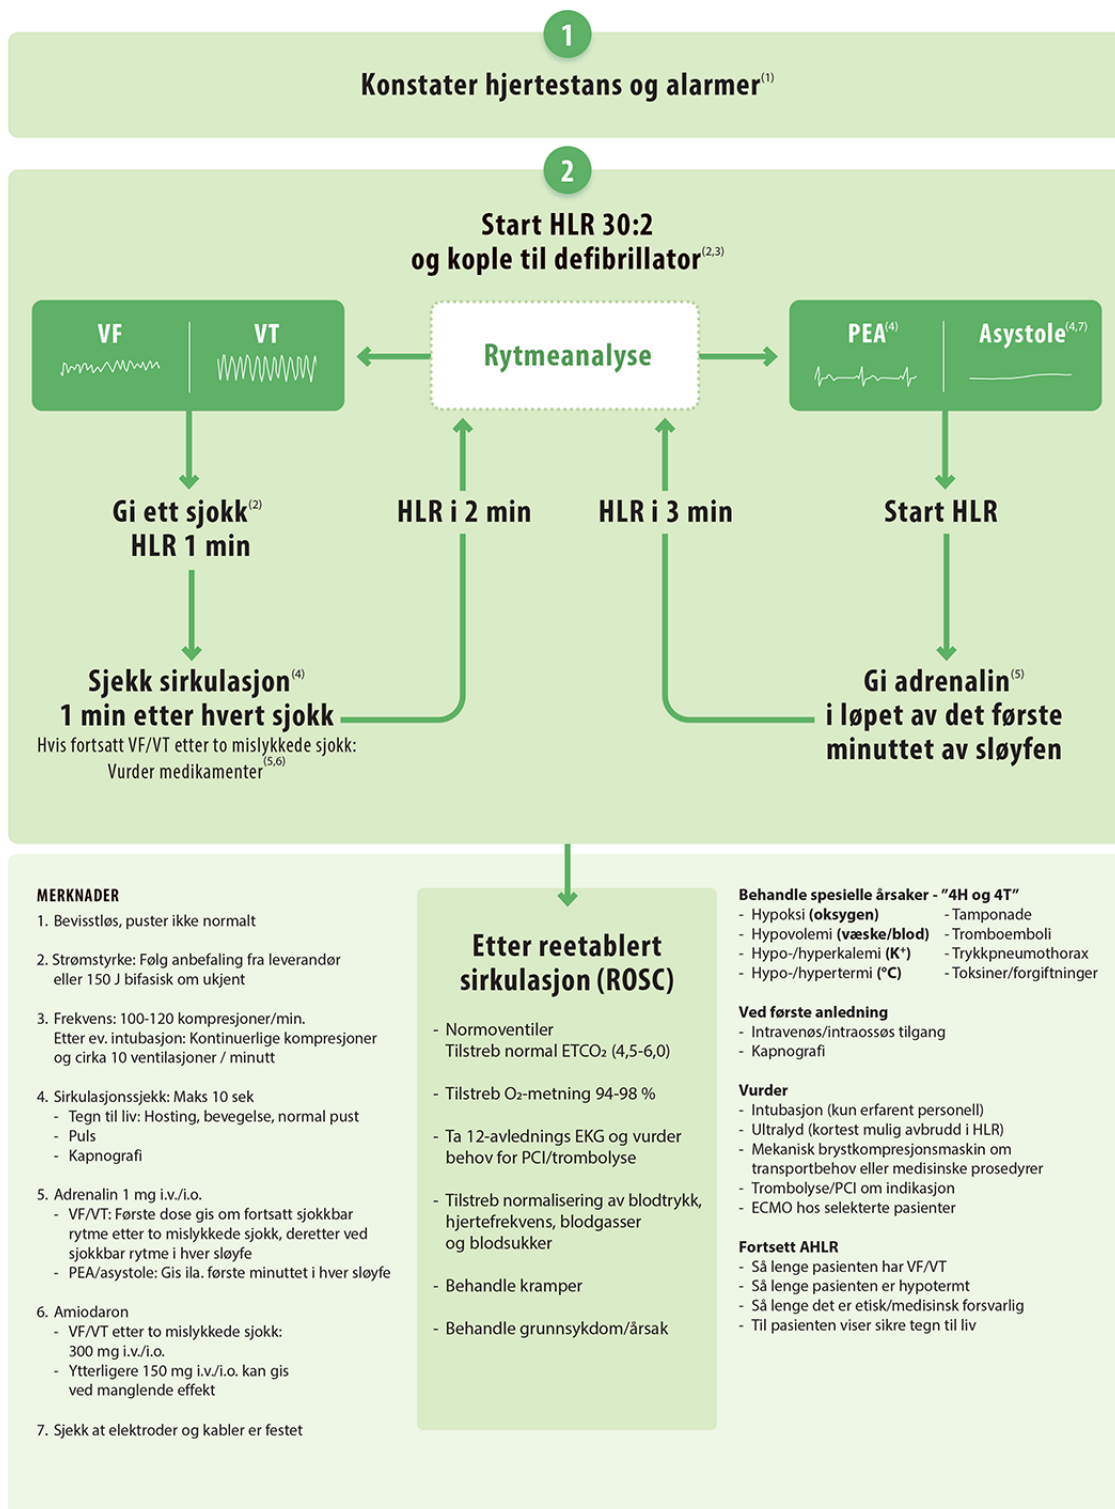 1
Konstater hjertestans og alarmer(1)
2
Start HLR 30:2
og kople til defibrillator(2,3)
VF
VT
Rytmeanalyse
PEA(4)
Asystole(4,7)
Gi ett sjokk(2)
HLR 1 min
HLR i 2 min
HLR i 3 min
Start HLR
Sjekk sirkulasjon(4)
1 min etter hvert sjokk
Hvis fortsatt VF/VT etter to mislykkede sjokk:
Vurder medikamenter(5,6)
Gi adrenalin(5)
i løpet av det første
minuttet av sløyfen
MERKNADER
1. Bevisstløs, puster ikke normalt
2. Strømstyrke: Følg anbefaling fra leverandør
eller 150 J bifasisk om ukjent
3. Frekvens: 100-120 kompresjoner/min.
Etter ev. intubasjon: Kontinuerlige kompresjoner
og cirka 10 ventilasjoner / minutt
4. Sirkulasjonssjekk: Maks 10 sek
- Tegn til liv: Hosting, bevegelse, normal pust
- Puls
- Kapnografi
5. Adrenalin 1 mg i.v./i.o.
- VF/VT: Første dose gis om fortsatt sjokkbar
rytme etter to mislykkede sjokk, deretter ved
sjokkbar rytme i hver sløyfe
- PEA/asystole: Gis ila. første minuttet i hver sløyfe
6. Amiodaron
- VF/VT etter to mislykkede sjokk:
300 mg i.v./i.o.
- Ytterligere 150 mg i.v./i.o. kan gis
ved manglende effekt
7. Sjekk at elektroder og kabler er festet
Etter reetablert
sirkulasjon (ROSC)
- Normoventiler
Tilstreb normal ETCO₂ (4,5-6,0)
- Tilstreb O₂-metning 94-98 %
- Ta 12-avlednings EKG og vurder
behov for PCI/trombolyse
- Tilstreb normalisering av blodtrykk,
hjertefrekvens, blodgasser
og blodsukker
- Behandle kramper
- Behandle grunnsykdom/årsak
Behandle spesielle årsaker - ”4H og 4T”
- Hypoksi (oksygen)
- Hypovolemi (væske/blod)
- Hypo-/hyperkalemi (K⁺)
- Hypo-/hypertermi (°C)
- Tamponade
- Tromboemboli
- Trykkpneumothorax
- Toksiner/forgiftninger
Ved første anledning
- Intravenøs/intraossøs tilgang
- Kapnografi
Vurder
- Intubasjon (kun erfarent personell)
- Ultralyd (kortest mulig avbrudd i HLR)
- Mekanisk brystkompresjonsmaskin om
transportbehov eller medisinske prosedyrer
- Trombolyse/PCI om indikasjon
- ECMO hos selekterte pasienter
Fortsett AHLR
- Så lenge pasienten har VF/VT
- Så lenge pasienten er hypotermt
- Så lenge det er etisk/medisinsk forsvarlig
- Til pasienten viser sikre tegn til liv